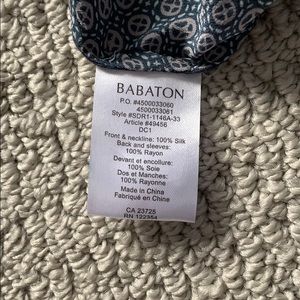 BABATON
P.O. #4500033060
4500033061
Style #SDR1-1146A-33
Article #49456
DC1
Front & neckline: 100% Silk
Back and sleeves:
100% Rayon
Devant et encolure:
100% Soie
Dos et Manches:
100% Rayonne
Made in China
Fabriqué en Chine
CA 23725
RN 122354